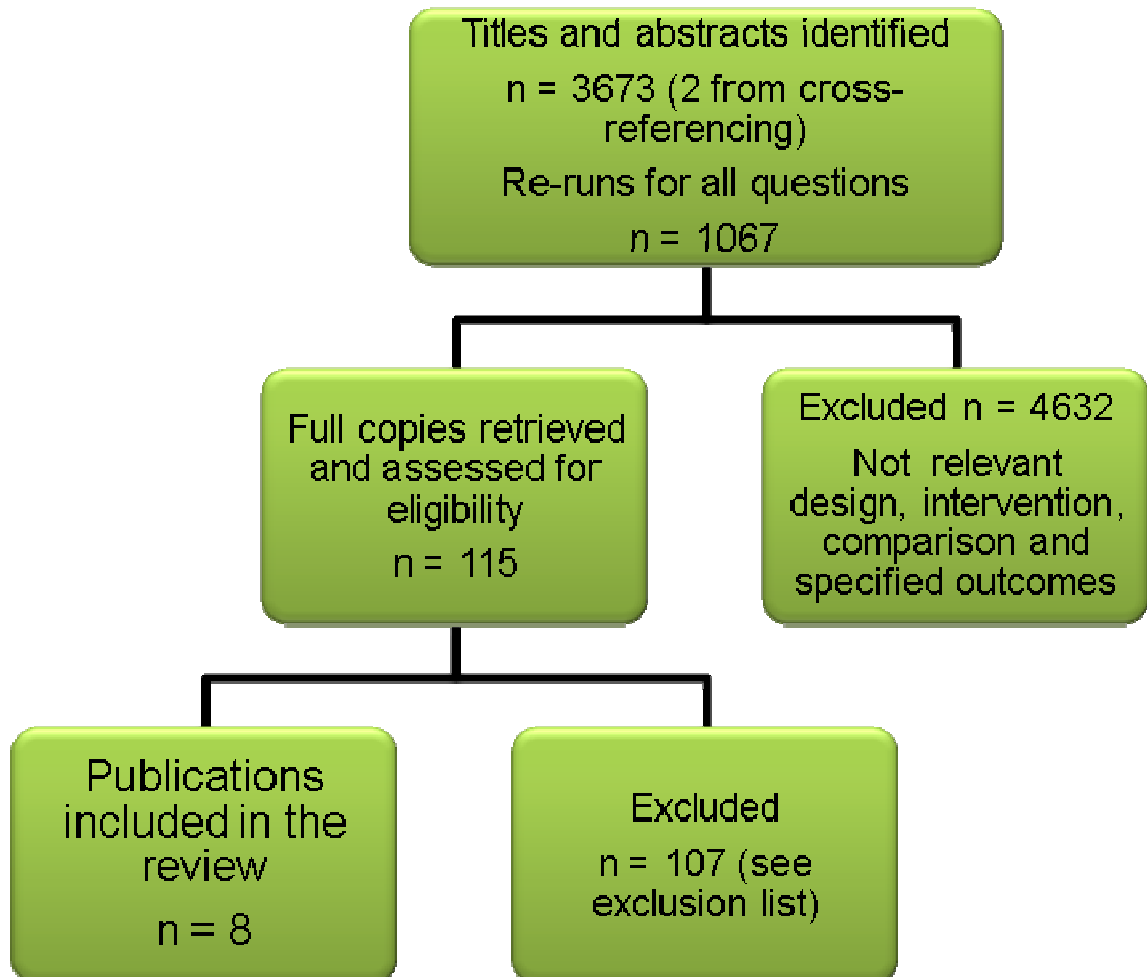 Titles and abstracts identified
n = 3673 (2 from cross-
referencing)
Re-runs for all questions
n = 1067
Full copies retrieved
and assessed for
eligibility
n = 115
Excluded n = 4632
Not relevant
design, intervention,
comparison and
specified outcomes
Publications
included in the
review
n = 8
Excluded
n = 107 (see
exclusion list)